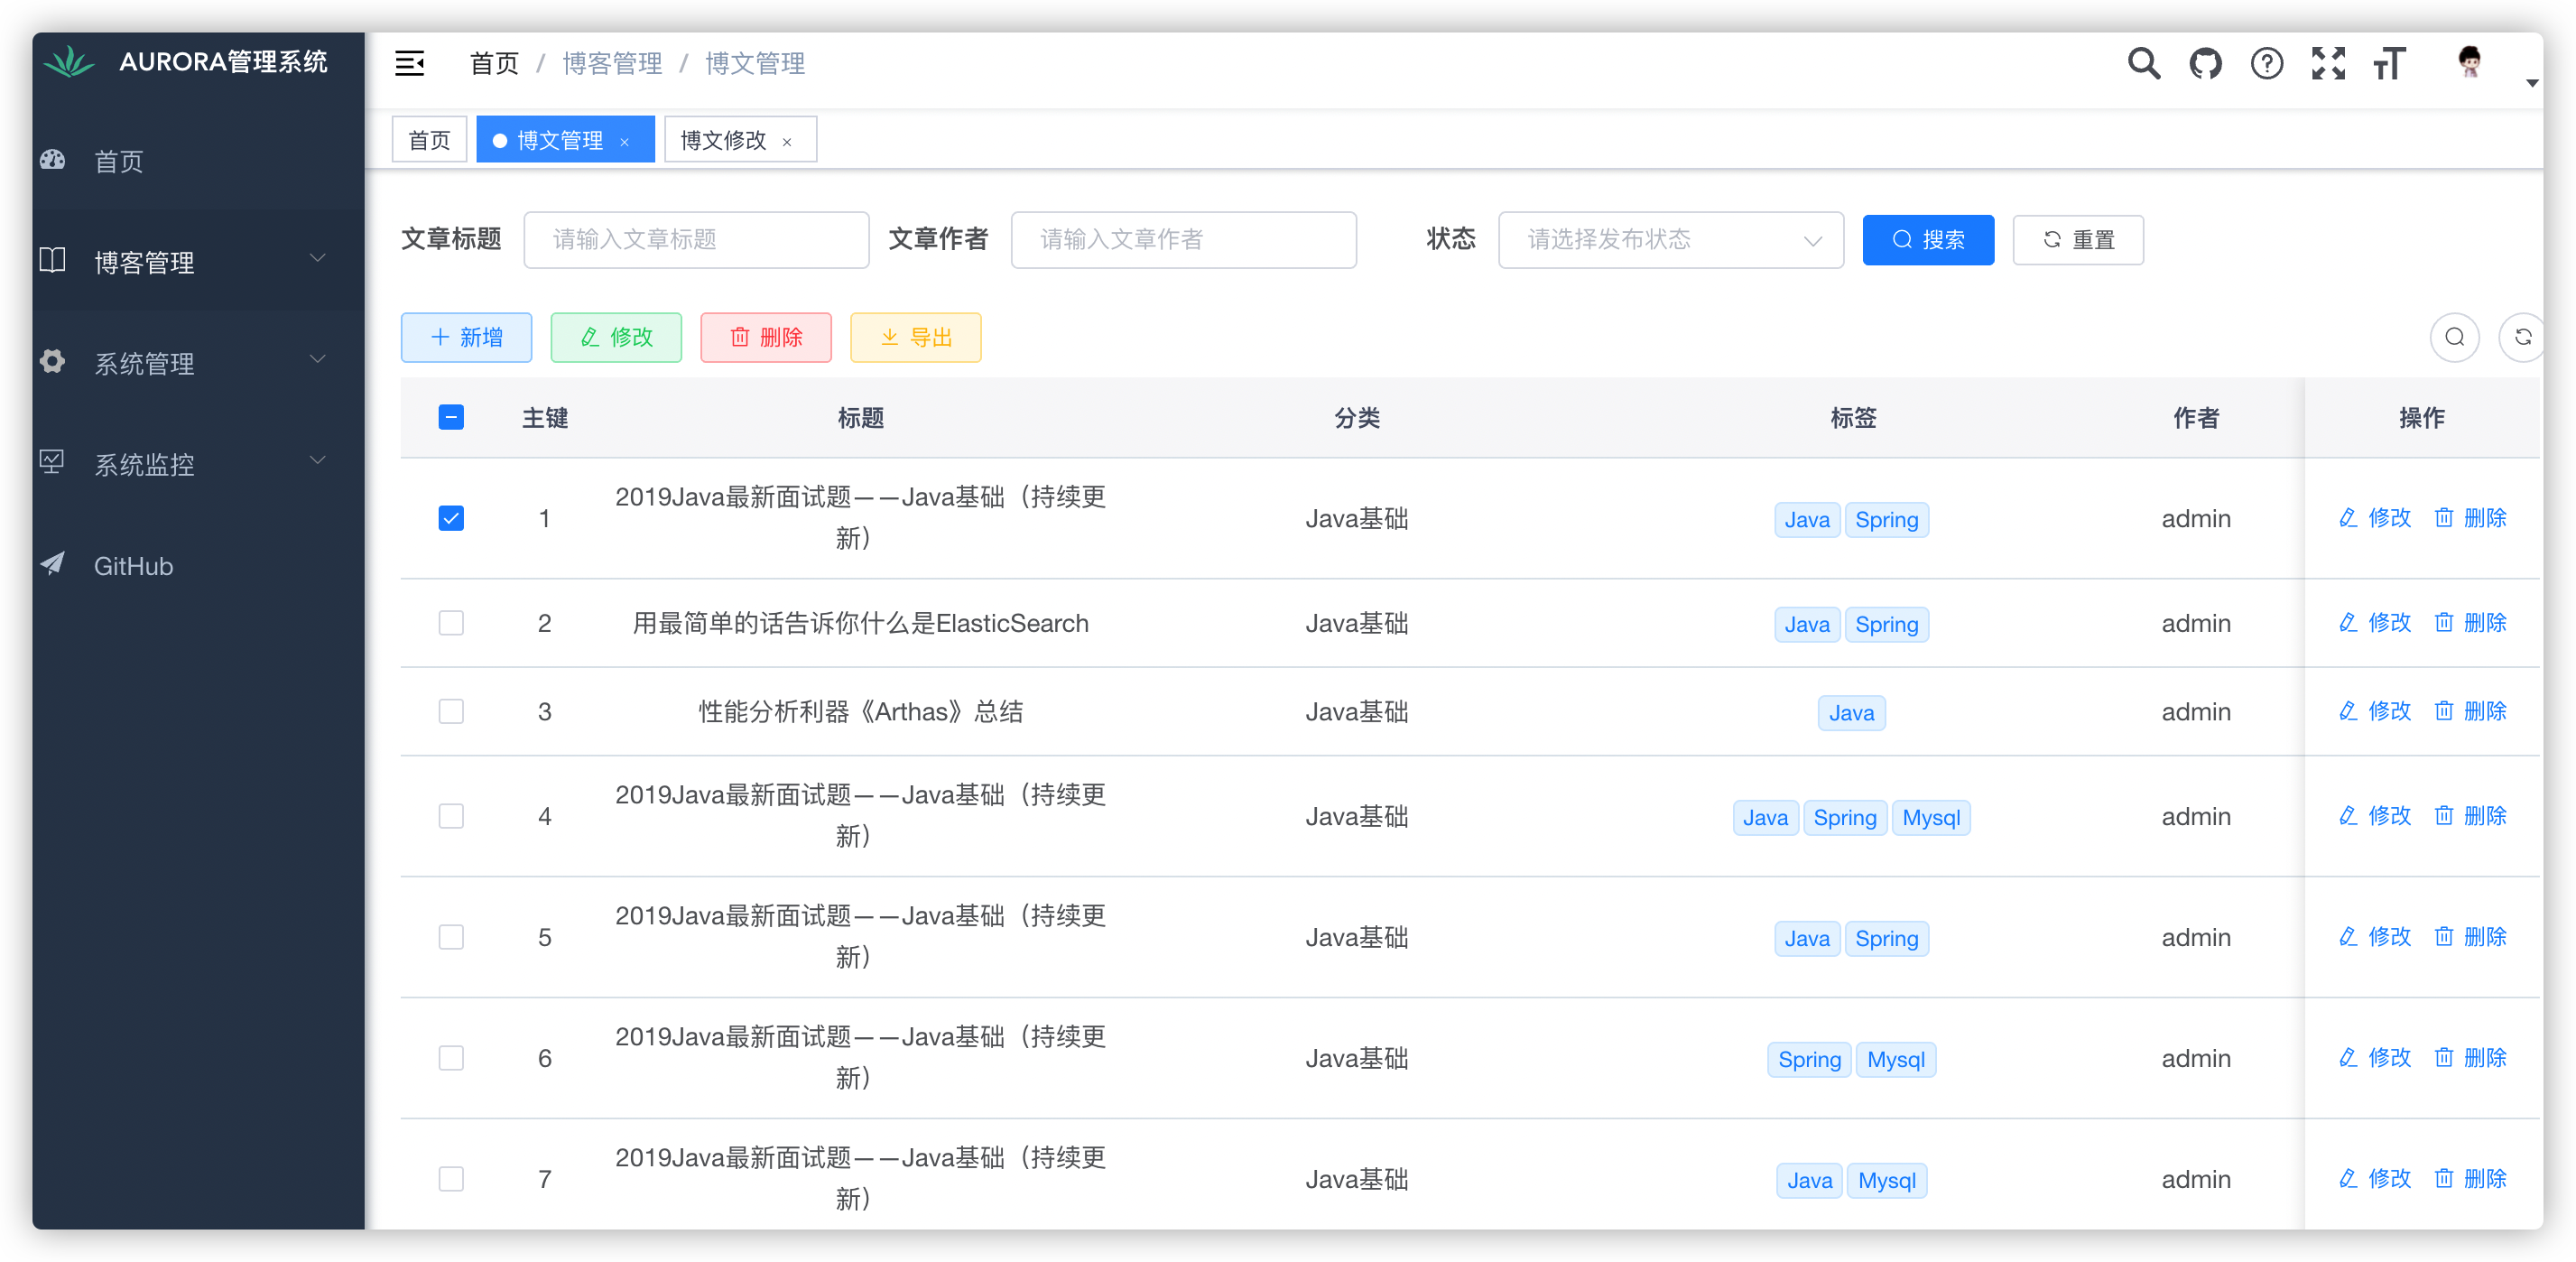 AURORA管理系统
首页 / 博客管理 / 博文管理
首页
博客管理
系统管理
系统监控
GitHub
首页 博文管理 × 博文修改 ×
文章标题 请输入文章标题 文章作者 请输入文章作者 状态 请选择发布状态 搜索 重置
新增 修改 删除 导出
主键 标题 分类 标签 作者 操作
1 2019Java最新面试题——Java基础（持续更
新） Java基础 Java Spring admin 修改 删除
2 用最简单的话告诉你什么是ElasticSearch Java基础 Java Spring admin 修改 删除
3 性能分析利器《Arthas》总结 Java基础 Java admin 修改 删除
4 2019Java最新面试题——Java基础（持续更
新） Java基础 Java Spring Mysql admin 修改 删除
5 2019Java最新面试题——Java基础（持续更
新） Java基础 Java Spring admin 修改 删除
6 2019Java最新面试题——Java基础（持续更
新） Java基础 Spring Mysql admin 修改 删除
7 2019Java最新面试题——Java基础（持续更
新） Java基础 Java Mysql admin 修改 删除